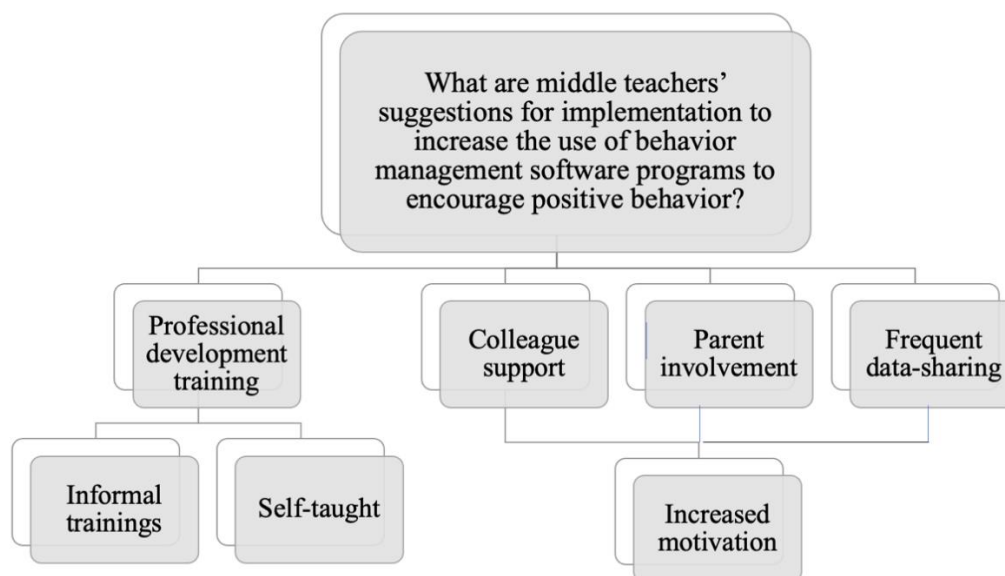 What are middle teachers’
suggestions for implementation to
increase the use of behavior
management software programs to
encourage positive behavior?
Professional
development
training
Colleague
support
Parent
involvement
Frequent
data-sharing
Informal
trainings
Self-taught
Increased
motivation